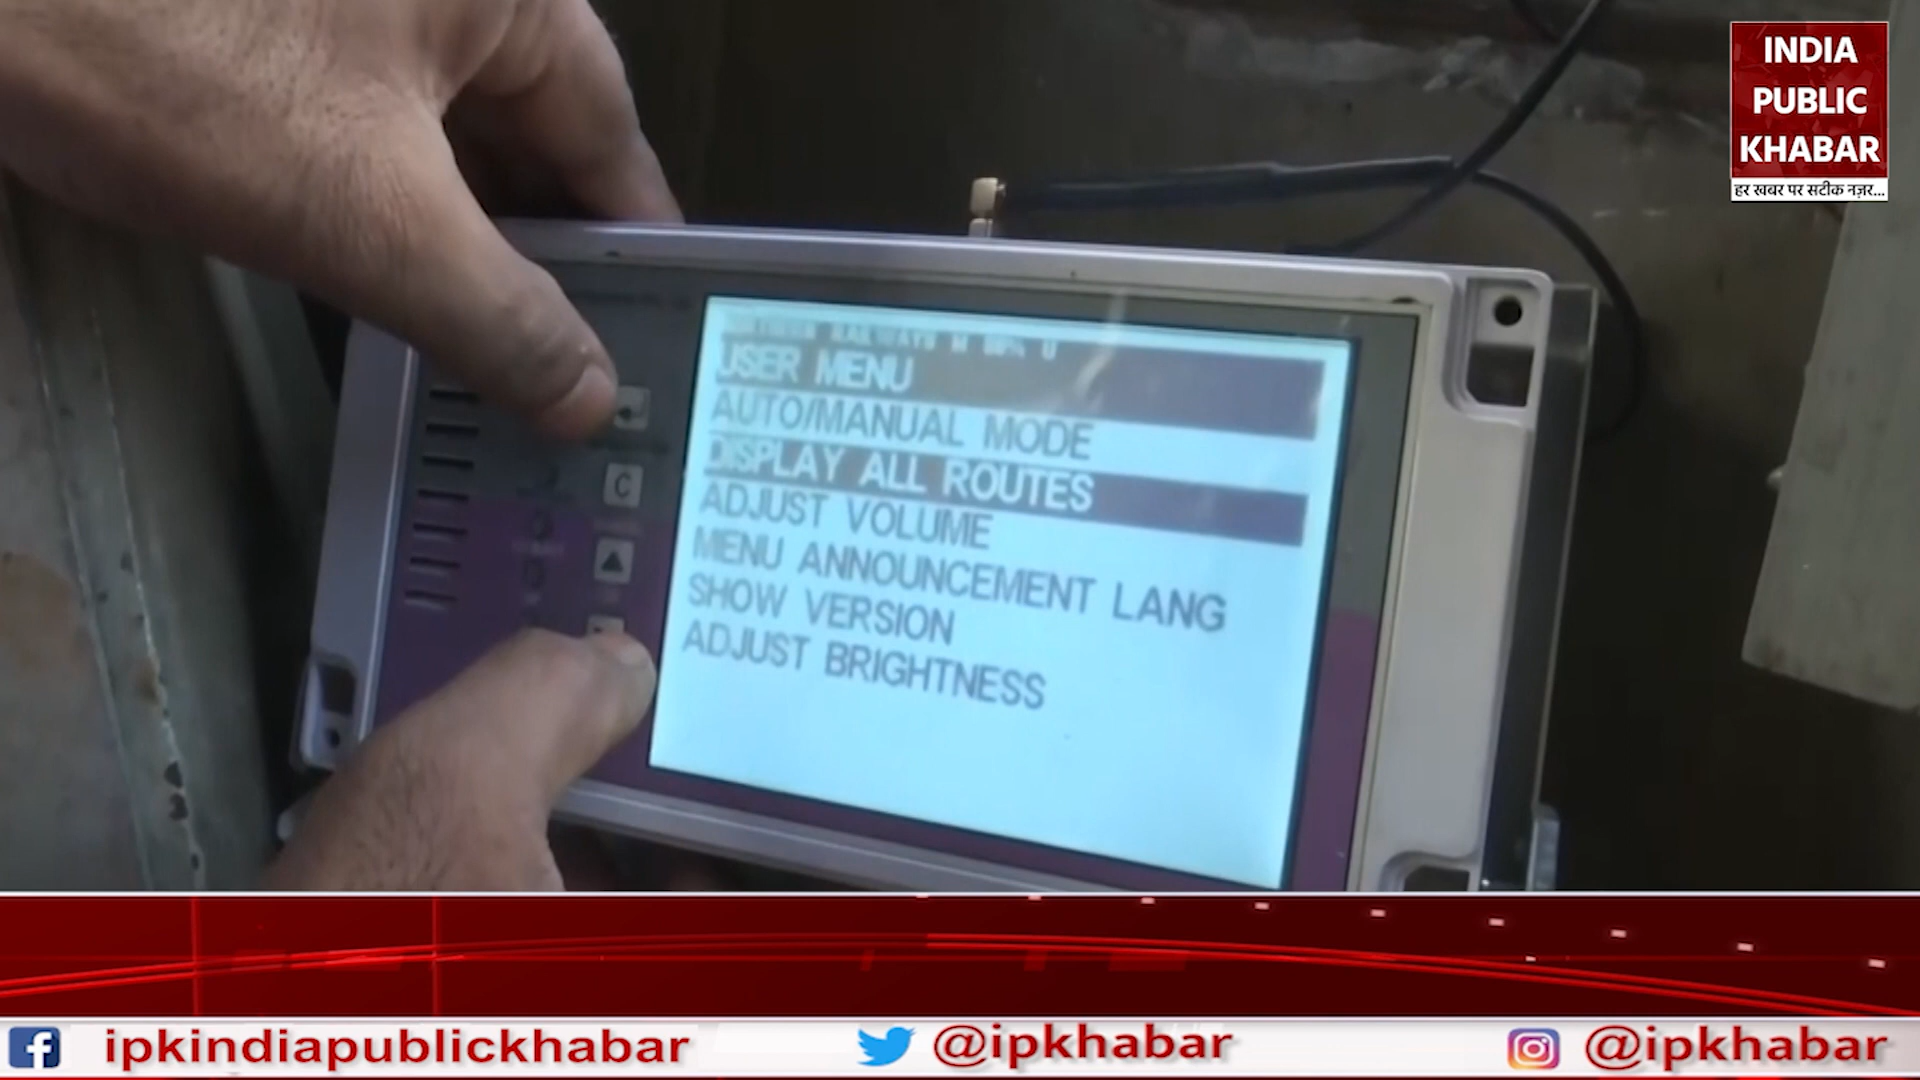 INDIA
PUBLIC
KHABAR
हर खबर पर सटीक नज़र...
RAILWAYS
USER MENU
AUTO/MANUAL MODE
DISPLAY ALL ROUTES
ADJUST VOLUME
MENU ANNOUNCEMENT LANG
SHOW VERSION
ADJUST BRIGHTNESS
C
ipkindiapublickhabar
@ipkhabar
@ipkhabar